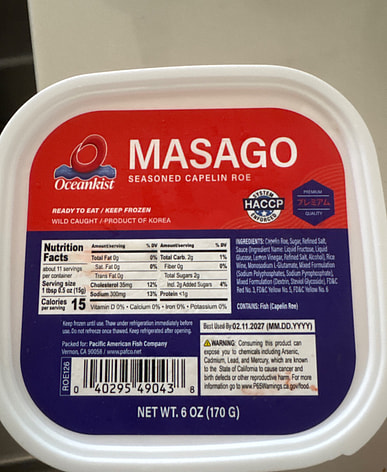 Oceankist
MASAGO
SEASONED CAPELIN ROE
READY TO EAT / KEEP FROZEN
WILD CAUGHT / PRODUCT OF KOREA
SYSTEM
HACCP
ENFORCED
PREMIUM
プレミアム
QUALITY
Nutrition
Facts
about 11 servings
per container
Serving size
1 tbsp 0.5 oz (15g)
Calories
per serving 15
Amount/serving % DV Amount/serving % DV
Total Fat 0g 0% Total Carb. 2g 1%
Sat. Fat 0g 0% Fiber 0g 0%
Trans Fat 0g Total Sugars 2g
Cholesterol 35mg 12% Incl. 2g Added Sugars 4%
Sodium 300mg 13% Protein <1g
Vitamin D 0% • Calcium 0% • Iron 0% • Potassium 0%
INGREDIENTS: Capelin Roe, Sugar, Refined Salt,
Sauce (Ingredient Name: Liquid Fructose, Liquid
Glucose, Lemon Vinegar, Refined Salt, Alcohol), Rice
Wine, Monosodium L-Glutamate, Mixed Formulation
(Sodium Polyphosphates, Sodium Pyrophosphate),
Mixed Formulation (Dextrin, Steviol Glycoside), FD&C
Red No. 3, FD&C Yellow No. 5, FD&C Yellow No. 6
CONTAINS: Fish (Capelin Roe)
Keep frozen until use. Thaw under refrigeration immediately before
use. Do not refreeze once thawed. Keep refrigerated after opening.
Packed for: Pacific American Fish Company
Vernon, CA 90058 / www.pafco.net
ROE126
0 40295 49043 8
Best Used By 02.11.2027 (MM.DD.YYYY)
⚠WARNING: Consuming this product can
expose you to chemicals including Arsenic,
Cadmium, Lead, and Mercury, which are known
to the State of California to cause cancer and
birth defects or other reproductive harm. For more
information go to www.P65Warnings.ca.gov/food.
NET WT. 6 OZ (170 G)